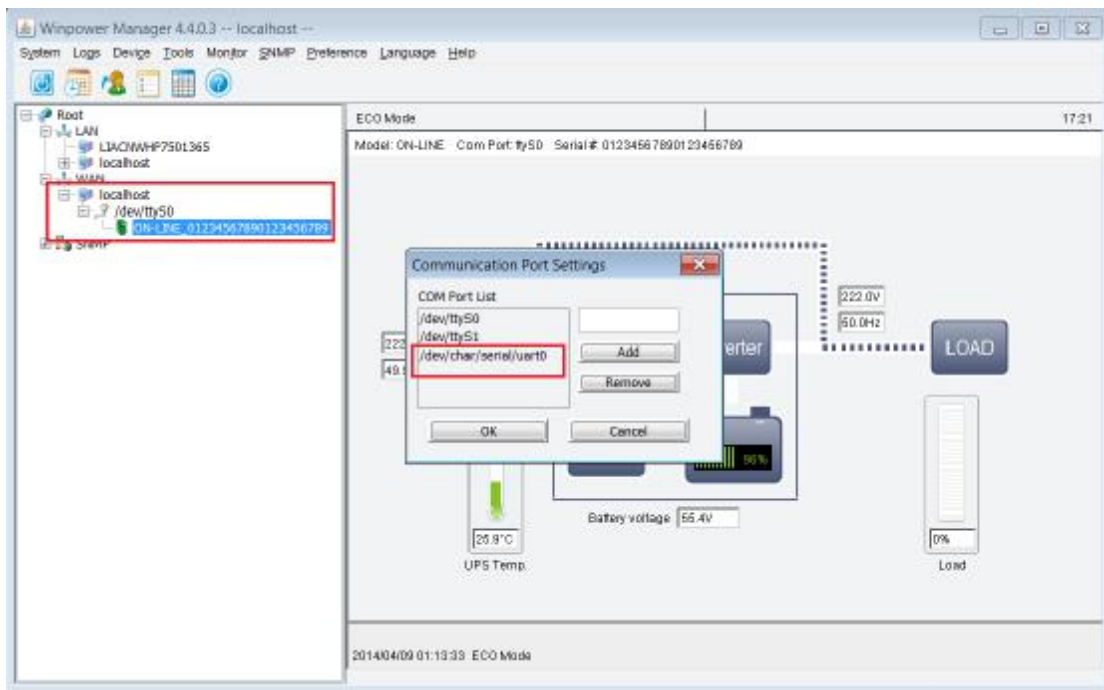 Winpower Manager 4.4.0.3 -- localhost --
System Logs Device Tools Monitor SNMP Preference Language Help
Root
LAN
LIACNWHP7501365
localhost
WAN
localhost
/dev/ttyS0
ON-LINE_01234567890123456789
SNMP
ECO Mode 17:21
Model: ON-LINE Com Port: ttyS0 Serial#: 01234567890123456789
Communication Port Settings
COM Port List
/dev/ttyS0
/dev/ttyS1
/dev/char/serial/uart0
Add
Remove
OK Cancel
222.0V
50.0Hz
LOAD
96%
Battery voltage 55.4V
0%
UPS Temp. Load
2014/04/09 01:13:33 ECO Mode